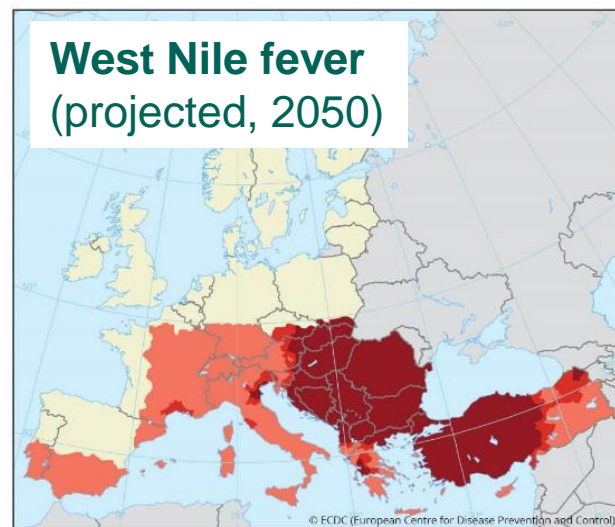 West Nile fever
(projected, 2050)
© ECDC (European Centre for Disease Prevention and Control)